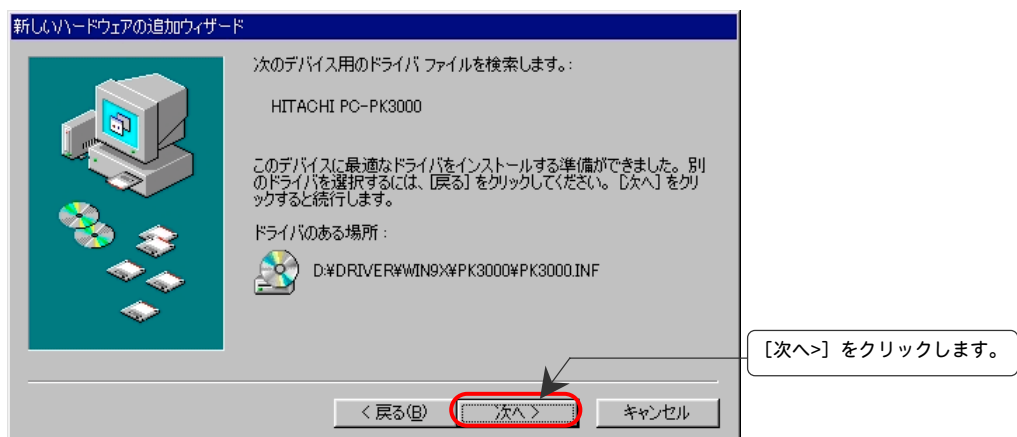 新しいハードウェアの追加ウィザード
次のデバイス用のドライバ ファイルを検索します。:
HITACHI PC-PK3000
このデバイスに最適なドライバをインストールする準備ができました。別
のドライバを選択するには、[戻る] をクリックしてください。[次へ] をクリ
ックすると続行します。
ドライバのある場所:
D:¥DRIVER¥WIN9X¥PK3000¥PK3000.INF
[次へ>] をクリックします。
< 戻る(B)
次へ >
キャンセル